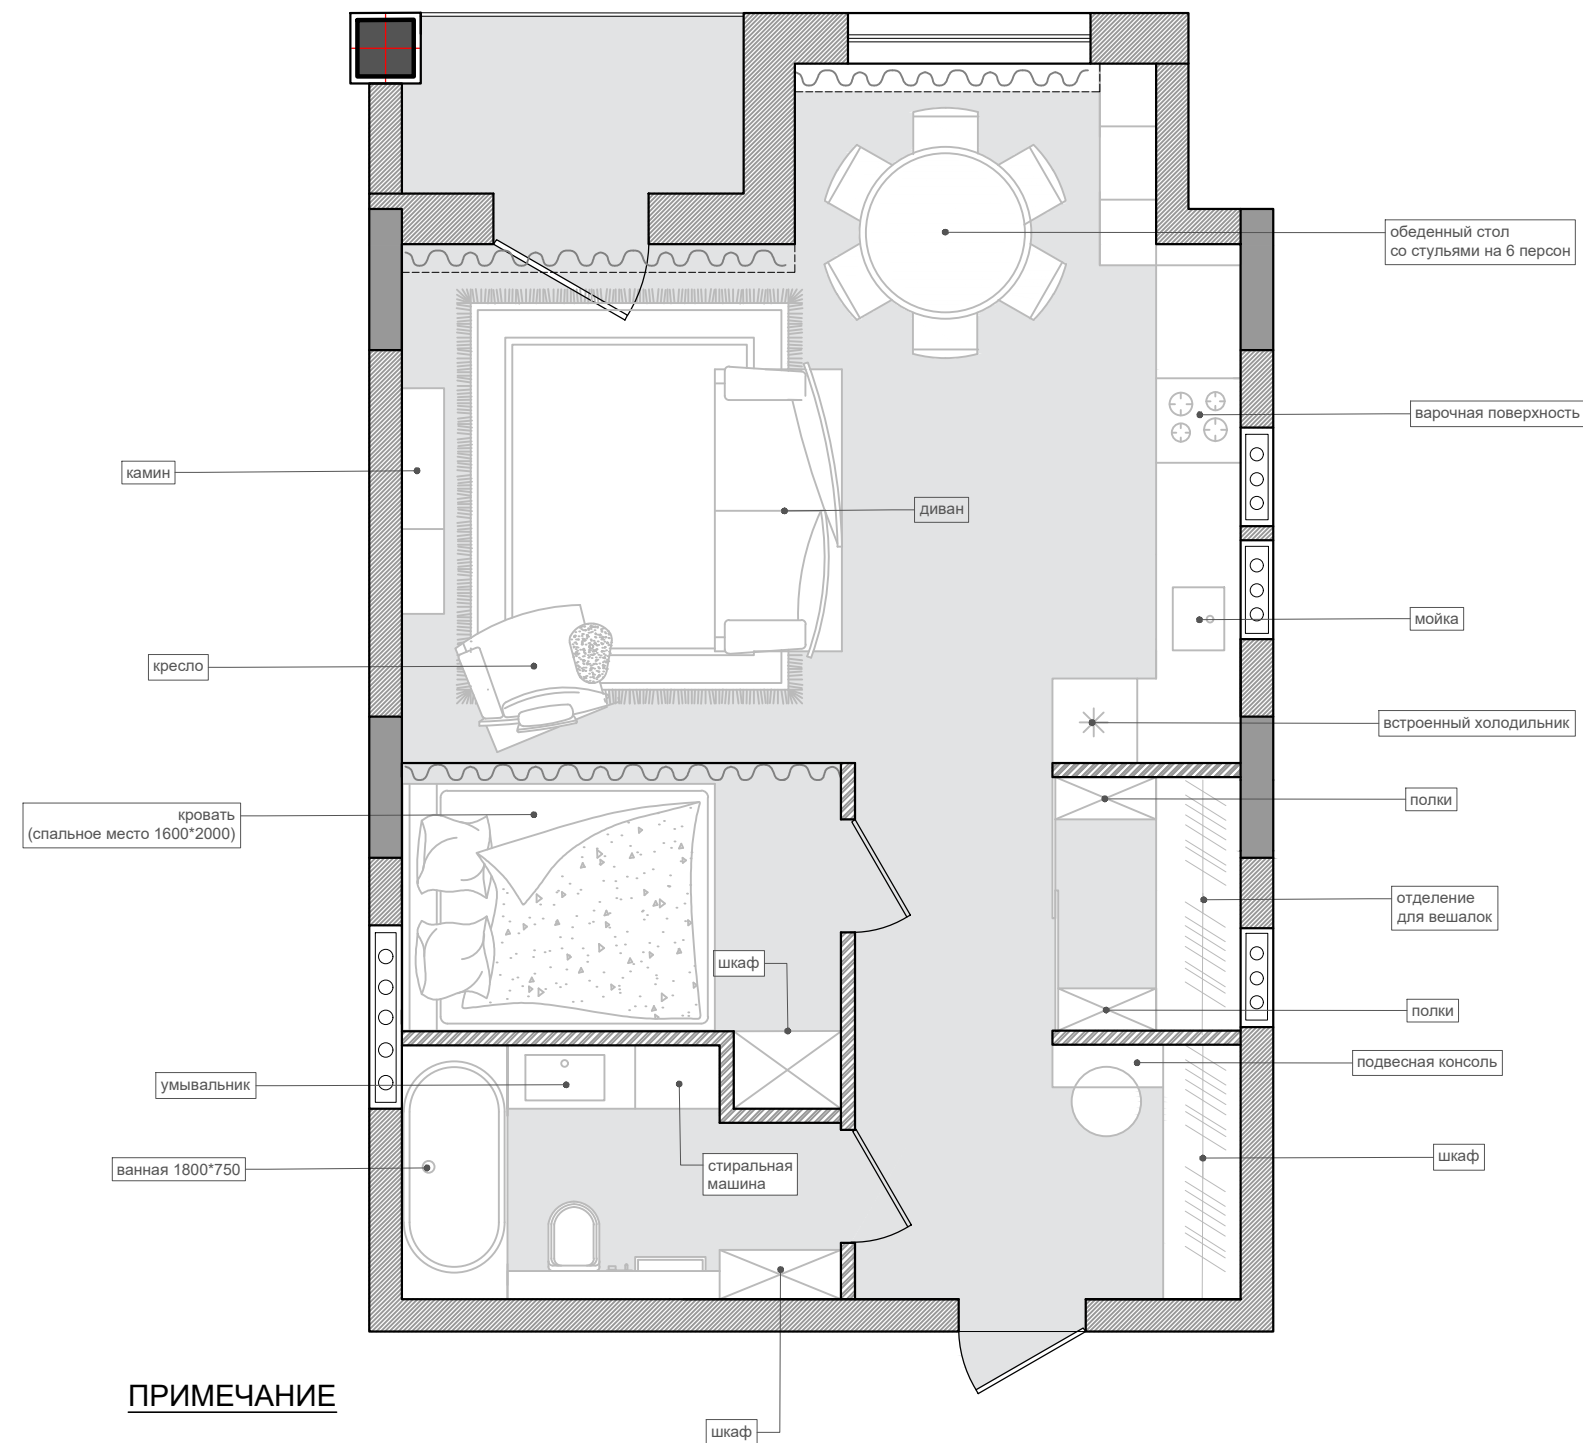 обеденный стол
со стульями на 6 персон
варочная поверхность
камин
диван
мойка
кресло
встроенный холодильник
полки
кровать
(спальное место 1600*2000)
отделение
для вешалок
шкаф
полки
подвесная консоль
умывальник
шкаф
ванная 1800*750
стиральная
машина
ПРИМЕЧАНИЕ
шкаф